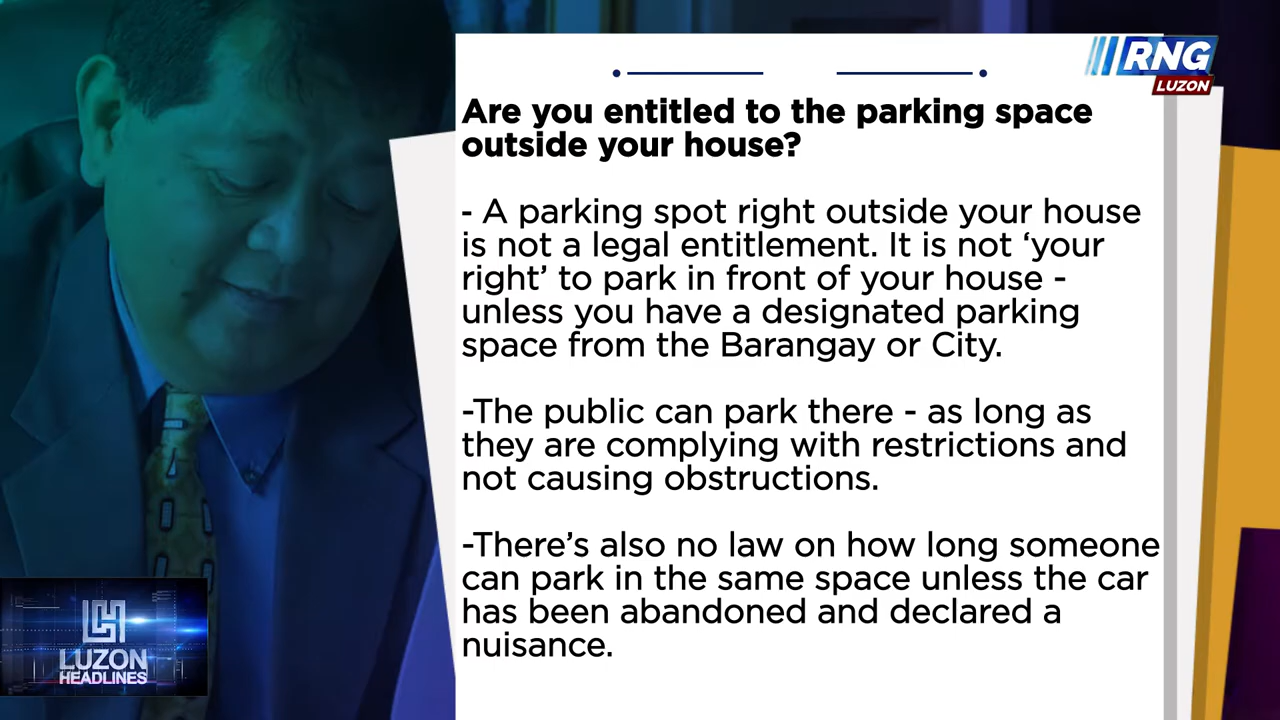 RNG
LUZON
Are you entitled to the parking space
outside your house?
- A parking spot right outside your house
is not a legal entitlement. It is not ‘your
right’ to park in front of your house -
unless you have a designated parking
space from the Barangay or City.
-The public can park there - as long as
they are complying with restrictions and
not causing obstructions.
-There’s also no law on how long someone
can park in the same space unless the car
has been abandoned and declared a
nuisance.
LUZON
HEADLINES